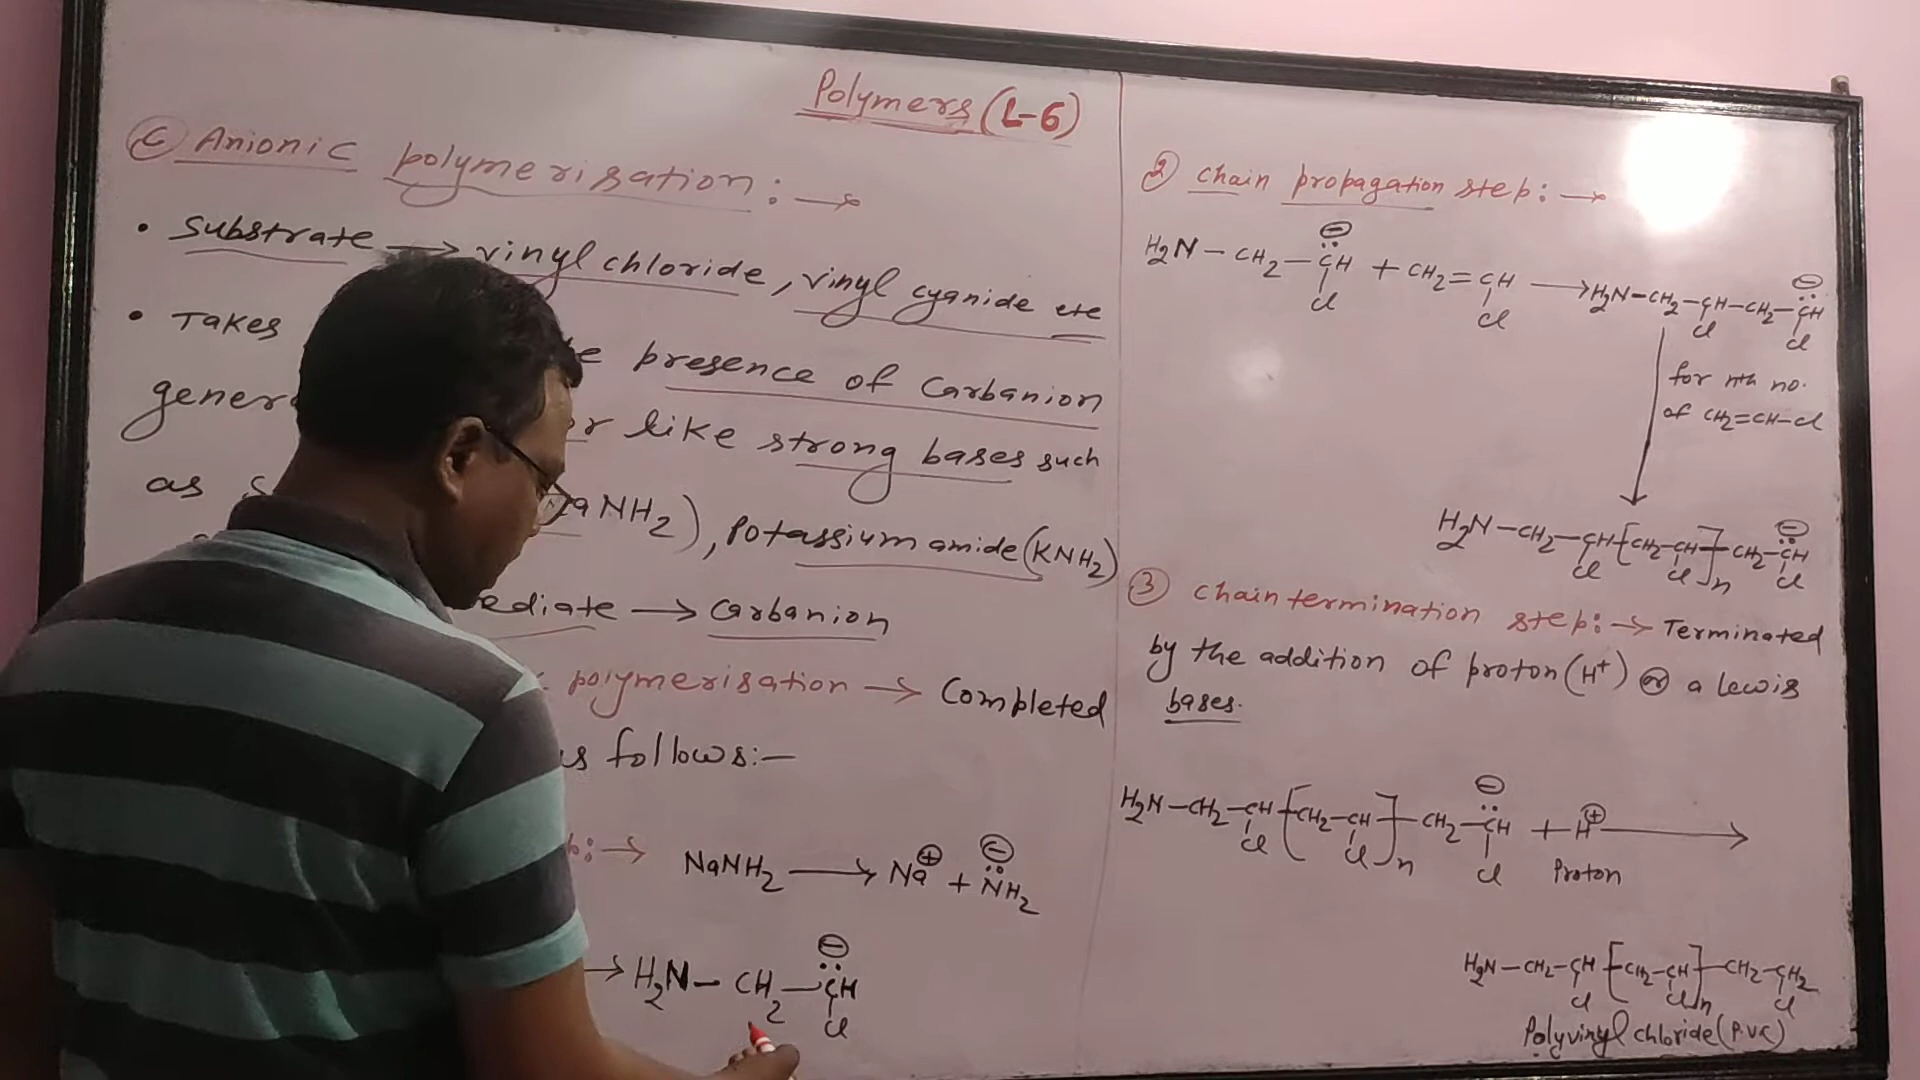 Polymers (L-6)
Ⓒ Anionic polymerisation :→
• Substrate → vinyl chloride, vinyl cyanide etc
• Takes presence of Carbanion
like strong bases such
as NaNH2), Potassium amide (KNH2)
→ Carbanion
polymerisation → Completed
as follows:-
:→ NaNH2 → Na⊕ + N̈H2 ⊖
→ H2N-CH2-C̈H ⊖
Cl
② Chain propagation step:→
H2N-CH2-C̈H ⊖ + CH2=CH → H2N-CH2-CH-CH2-C̈H ⊖
Cl Cl Cl Cl
for nth no.
of CH2=CH-Cl
H2N-CH2-CH-[CH2-CH]n-CH2-C̈H ⊖
Cl Cl Cl
③ Chain termination step:→ Terminated
by the addition of proton (H+) or a lewis
bases.
H2N-CH2-CH-[CH2-CH]n-CH2-C̈H ⊖ + H⊕ →
Cl Cl Cl Proton
H2N-CH2-CH-[CH2-CH]n-CH2-CH2
Cl Cl Cl
Polyvinyl chloride (P.V.C)